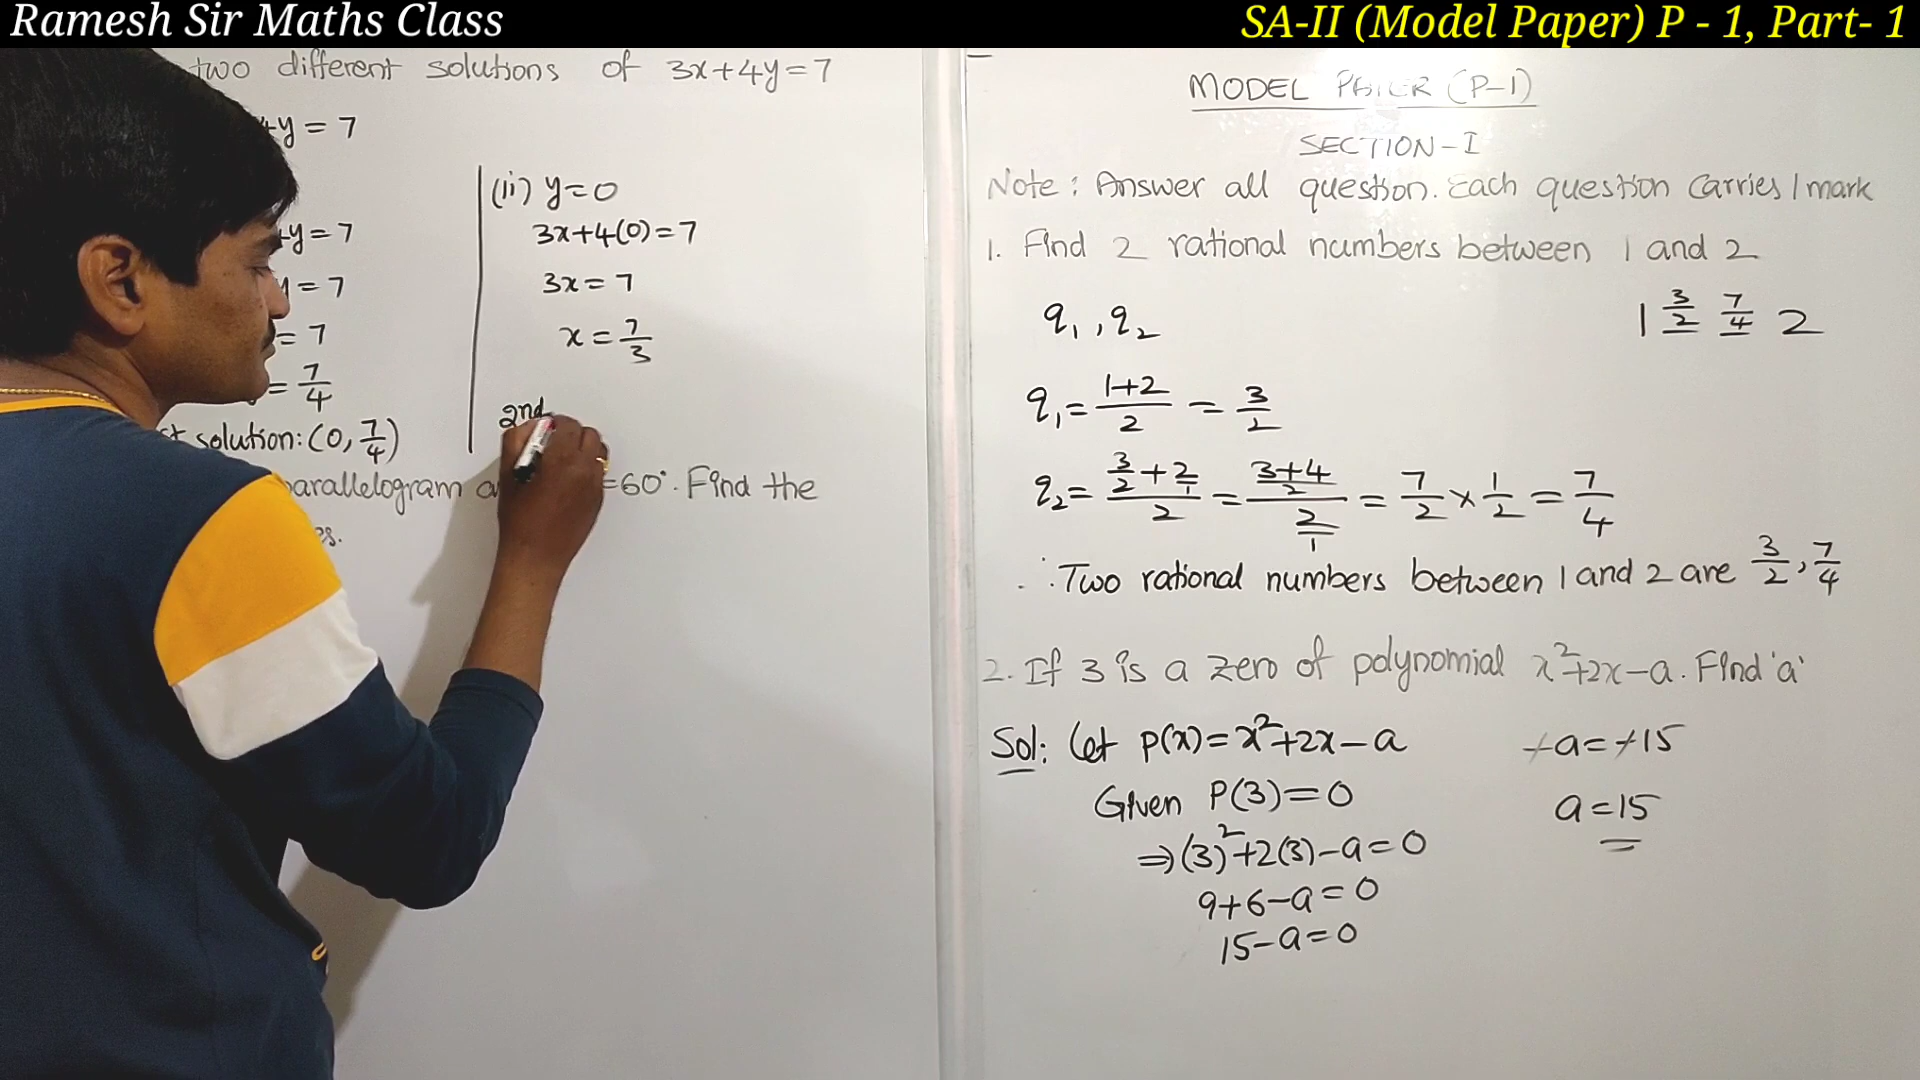 Ramesh Sir Maths Class
SA-II (Model Paper) P - 1, Part- 1
two different solutions of 3x+4y=7
y = 7
(ii) y=0
+y = 7
3x+4(0)=7
= 7
3x = 7
= 7
x = 7/3
= 7/4
2nd
solution: (0, 7/4)
parallelogram =60°. Find the
MODEL PAPER (P-1)
SECTION-I
Note: Answer all question. Each question carries 1 mark
1. Find 2 rational numbers between 1 and 2
q₁, q₂
1 3/2 7/4 2
q₁ = (1+2)/2 = 3/2
q₂ = (3/2 + 2/1)/2 = ((3+4)/2)/(2/1) = 7/2 × 1/2 = 7/4
∴ Two rational numbers between 1 and 2 are 3/2, 7/4
2. If 3 is a zero of polynomial x²+2x-a. Find 'a'
Sol: Let p(x)=x²+2x-a
-a=-15
Given P(3)=0
a=15
⇒(3)²+2(3)-a=0
9+6-a=0
15-a=0